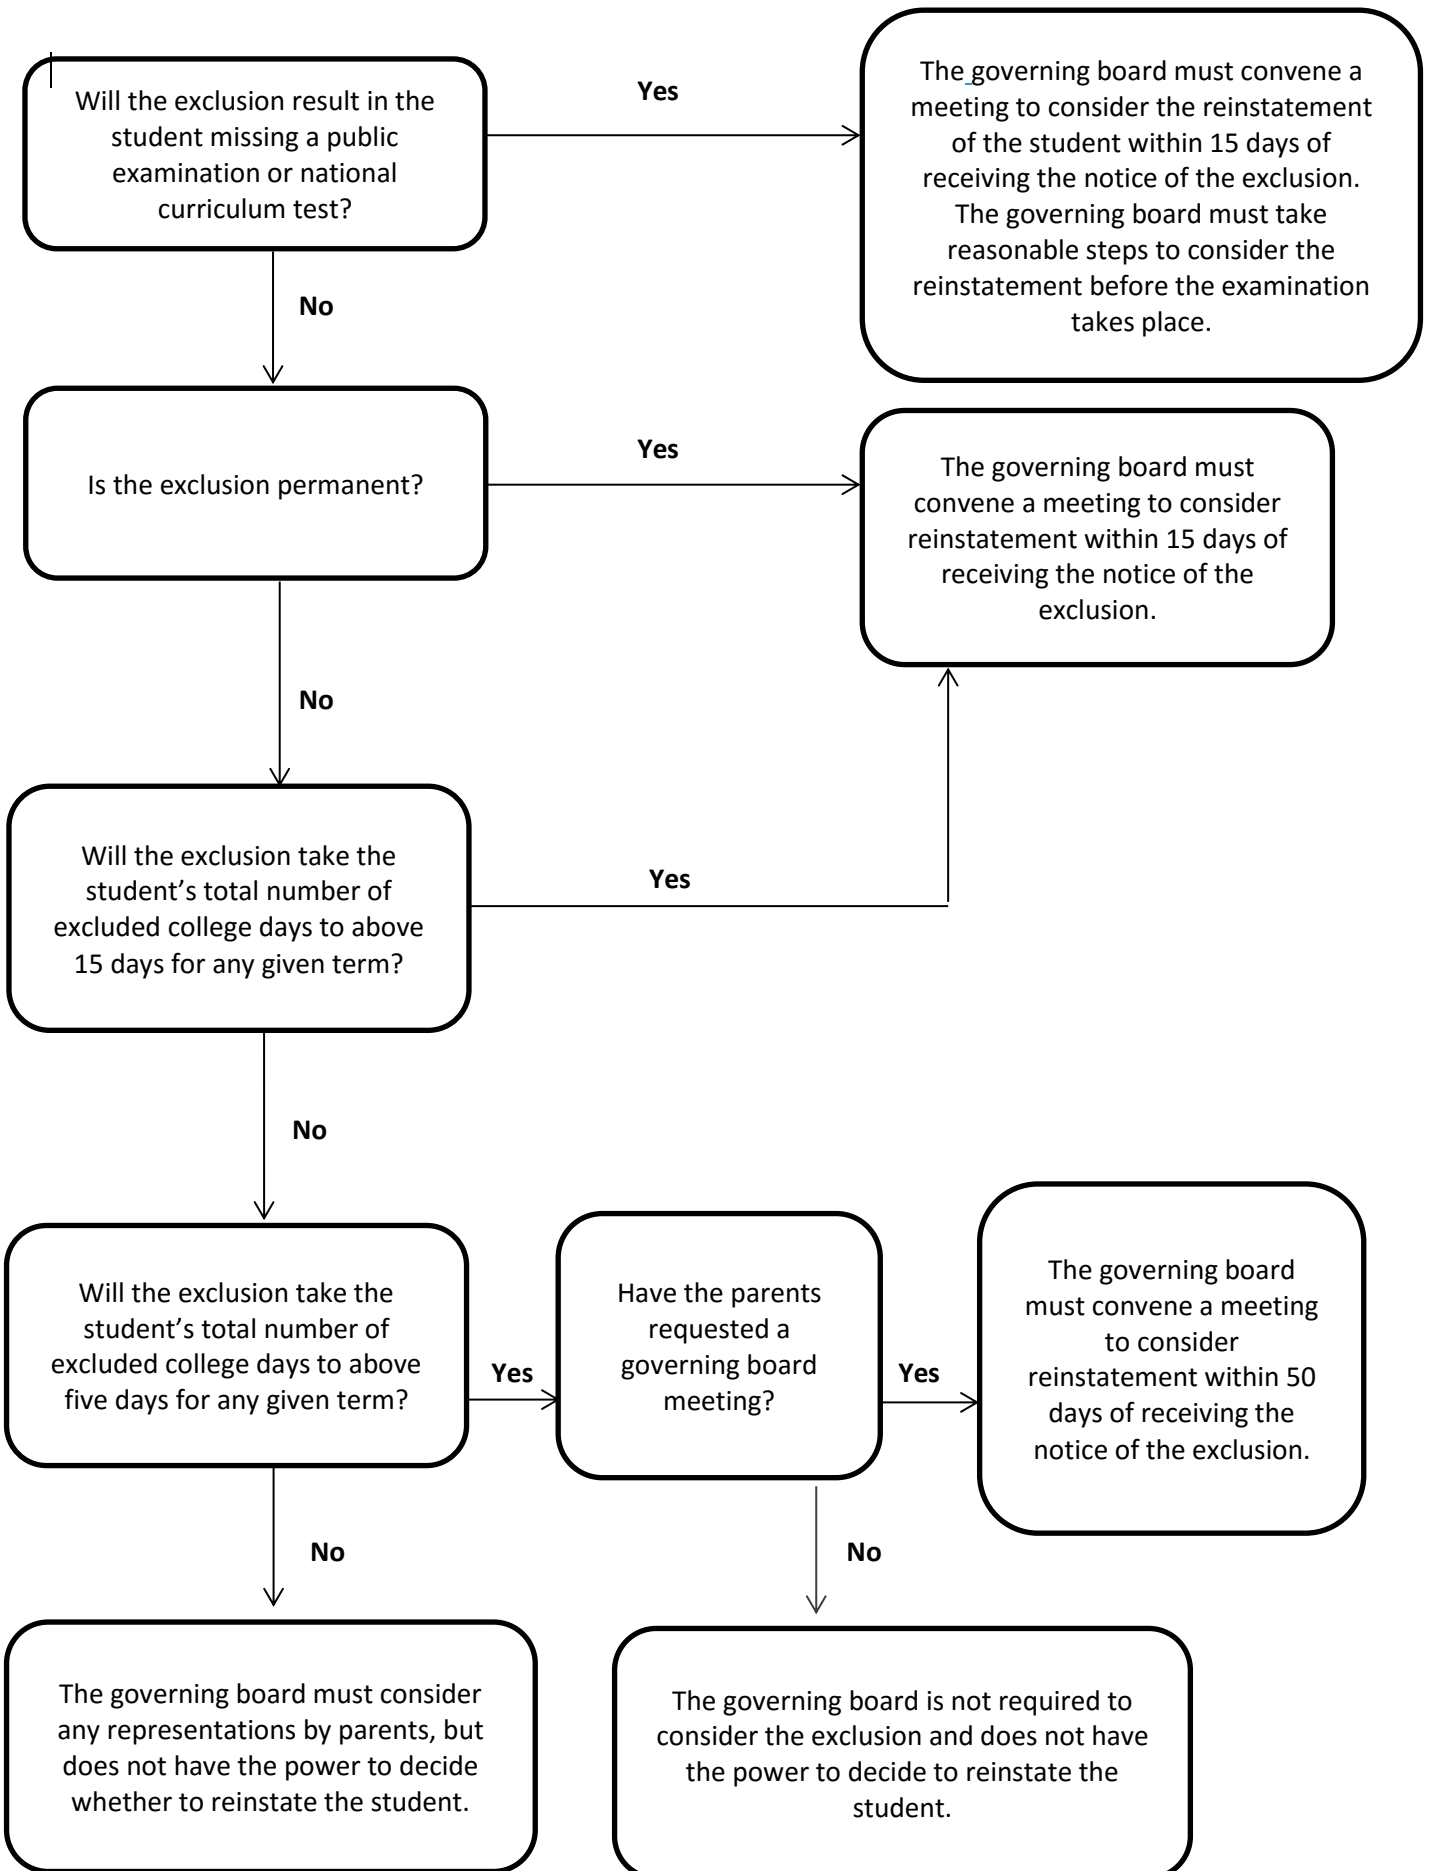 Will the exclusion result in the
student missing a public
examination or national
curriculum test?
Yes
The governing board must convene a
meeting to consider the reinstatement
of the student within 15 days of
receiving the notice of the exclusion.
The governing board must take
reasonable steps to consider the
reinstatement before the examination
takes place.
No
Is the exclusion permanent?
Yes
The governing board must
convene a meeting to consider
reinstatement within 15 days of
receiving the notice of the
exclusion.
No
Will the exclusion take the
student’s total number of
excluded college days to above
15 days for any given term?
Yes
No
Will the exclusion take the
student’s total number of
excluded college days to above
five days for any given term?
Yes
Have the parents
requested a
governing board
meeting?
Yes
The governing board
must convene a meeting
to consider
reinstatement within 50
days of receiving the
notice of the exclusion.
No
No
The governing board must consider
any representations by parents, but
does not have the power to decide
whether to reinstate the student.
The governing board is not required to
consider the exclusion and does not have
the power to decide to reinstate the
student.